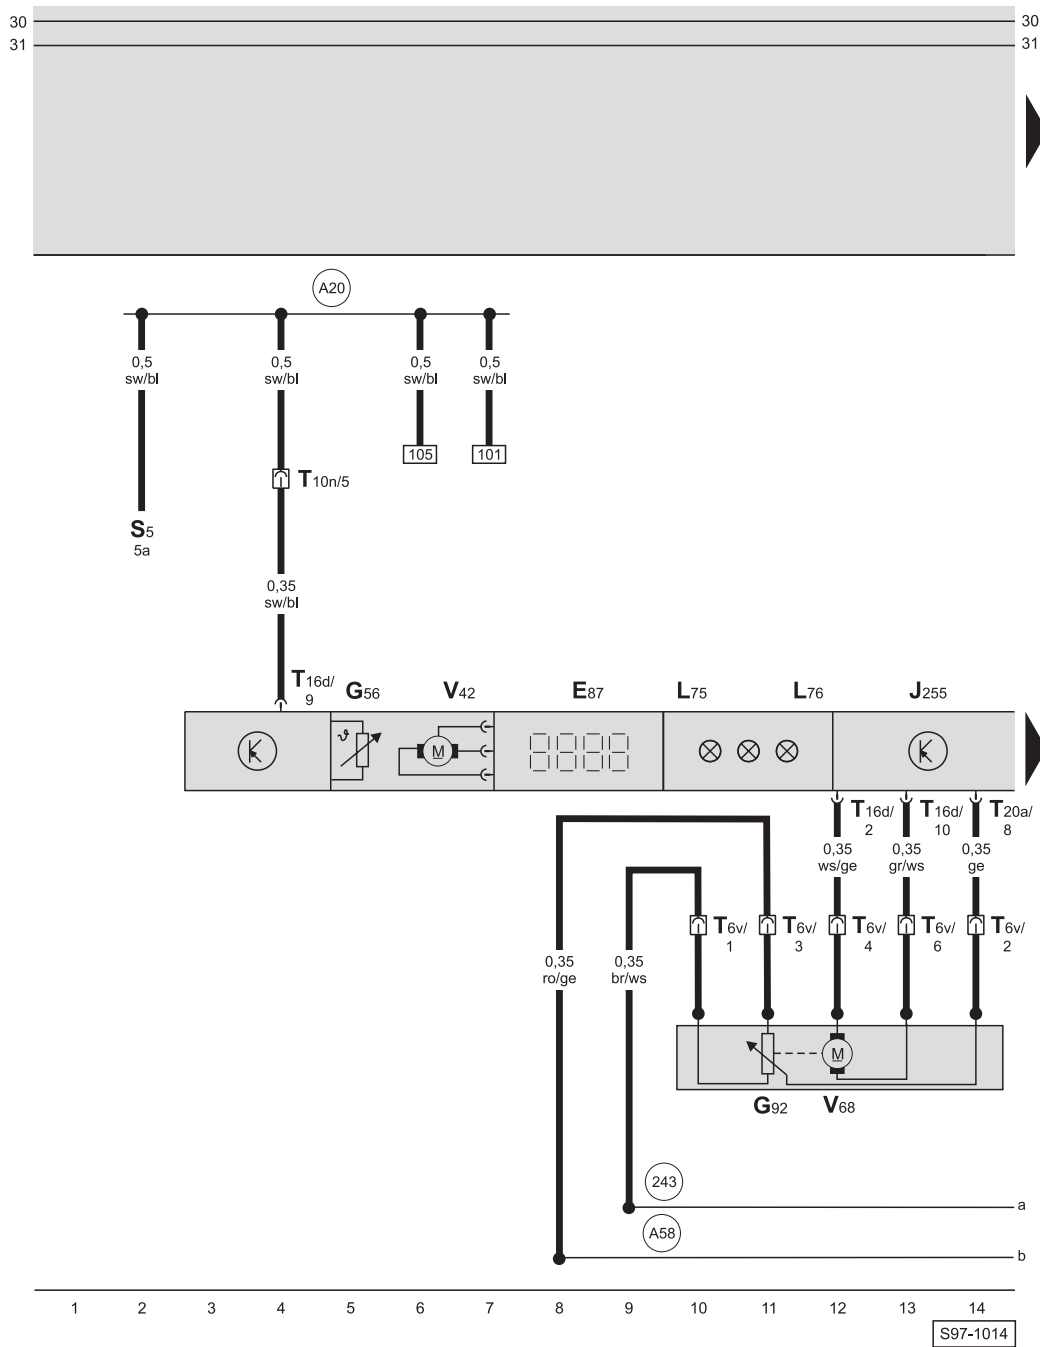 30 30
31 31
A20
0,5 0,5 0,5 0,5
sw/bl sw/bl sw/bl sw/bl
105 101
T10n/5
S5
5a
0,35
sw/bl
T16d/ G56 V42 E87 L75 L76 J255
9
ϑ M
T16d/ T16d/ T20a/
2 10 8
0,35 0,35 0,35
ws/ge gr/ws ge
T6v/ T6v/ T6v/ T6v/ T6v/
1 3 4 6 2
0,35 0,35
ro/ge br/ws
M
G92 V68
243
a
A58
b
1 2 3 4 5 6 7 8 9 10 11 12 13 14
S97-1014